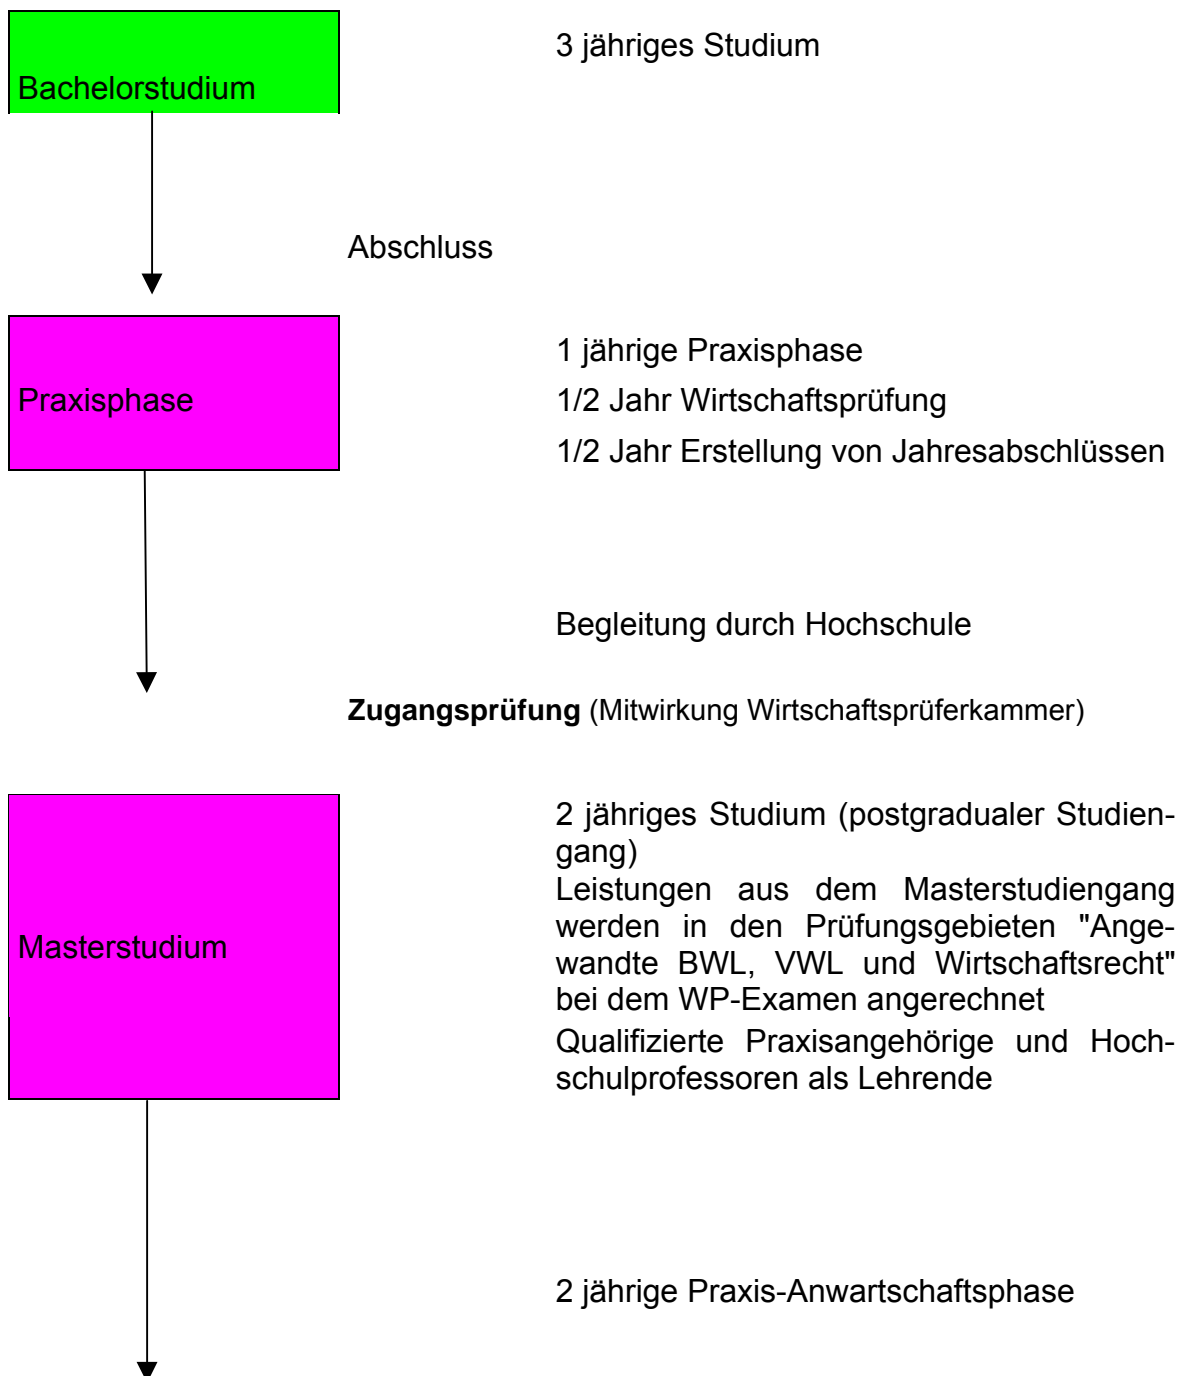 3 jähriges Studium
Bachelorstudium
Abschluss
1 jährige Praxisphase
Praxisphase
1/2 Jahr Wirtschaftsprüfung
1/2 Jahr Erstellung von Jahresabschlüssen
Begleitung durch Hochschule
Zugangsprüfung (Mitwirkung Wirtschaftsprüferkammer)
2 jähriges Studium (postgradualer Studien-
gang)
Leistungen aus dem Masterstudiengang
werden in den Prüfungsgebieten "Ange-
Masterstudium
wandte BWL, VWL und Wirtschaftsrecht"
bei dem WP-Examen angerechnet
Qualifizierte Praxisangehörige und Hoch-
schulprofessoren als Lehrende
2 jährige Praxis-Anwartschaftsphase